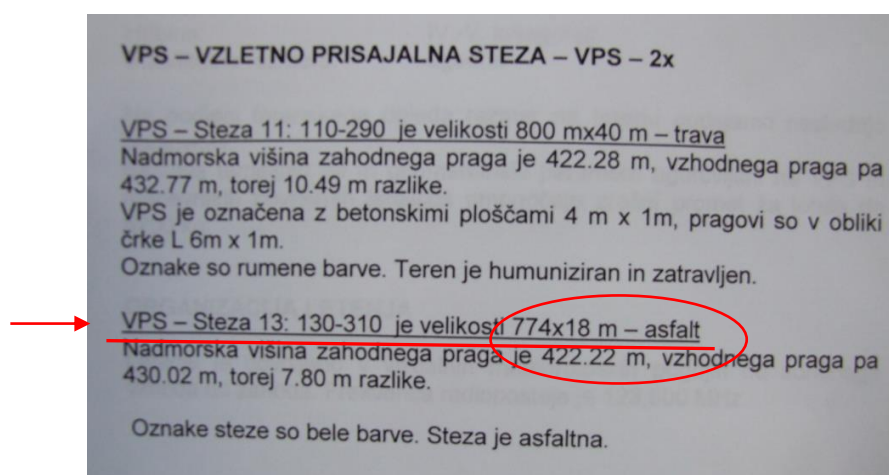 VPS – VZLETNO PRISAJALNA STEZA – VPS – 2x
VPS – Steza 11: 110-290 je velikosti 800 mx40 m – trava
Nadmorska višina zahodnega praga je 422.28 m, vzhodnega praga pa
432.77 m, torej 10.49 m razlike.
VPS je označena z betonskimi ploščami 4 m x 1m, pragovi so v obliki
črke L 6m x 1m.
Oznake so rumene barve. Teren je humuniziran in zatravljen.
VPS – Steza 13: 130-310 je velikosti 774x18 m – asfalt
Nadmorska višina zahodnega praga je 422.22 m, vzhodnega praga pa
430.02 m, torej 7.80 m razlike.
Oznake steze so bele barve. Steza je asfaltna.